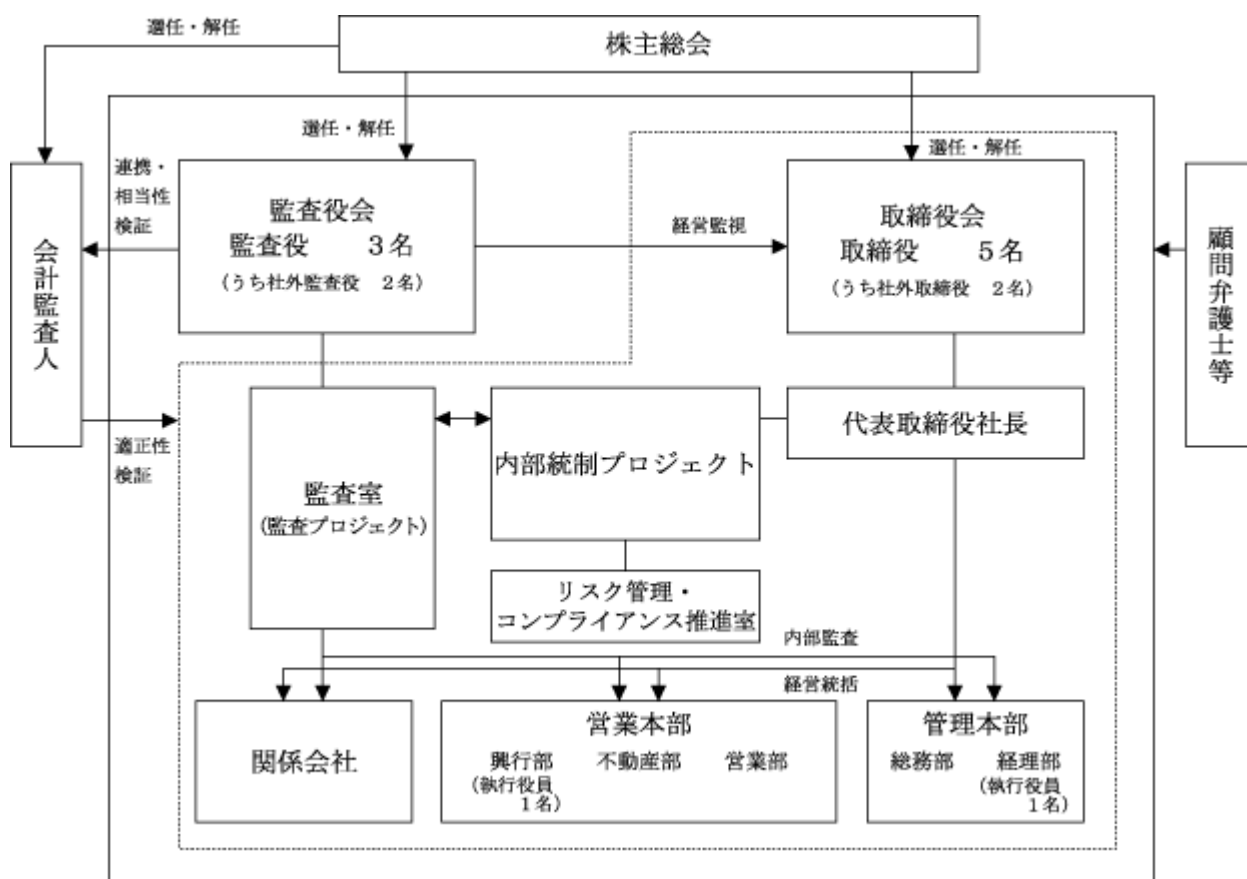 選任・解任
株主総会
選任・解任
選任・解任
連携・
相当性
検証
監査役会
監査役　　３名
（うち社外監査役　２名）
経営監視
取締役会
取締役　　５名
（うち社外取締役　２名）
会計監査人
顧問弁護士等
適正性
検証
監査室
（監査プロジェクト）
内部統制プロジェクト
代表取締役社長
リスク管理・
コンプライアンス推進室
内部監査
経営統括
関係会社
営業本部
興行部　不動産部　営業部
（執行役員
１名）
管理本部
総務部　経理部
（執行役員
１名）